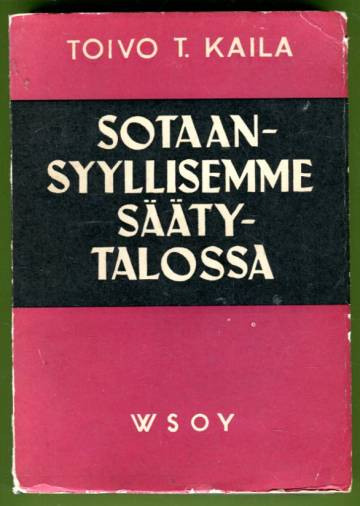 TOIVO T. KAILA
SOTAAN-
SYYLLISEMME
SÄÄTY-
TALOSSA
WSOY